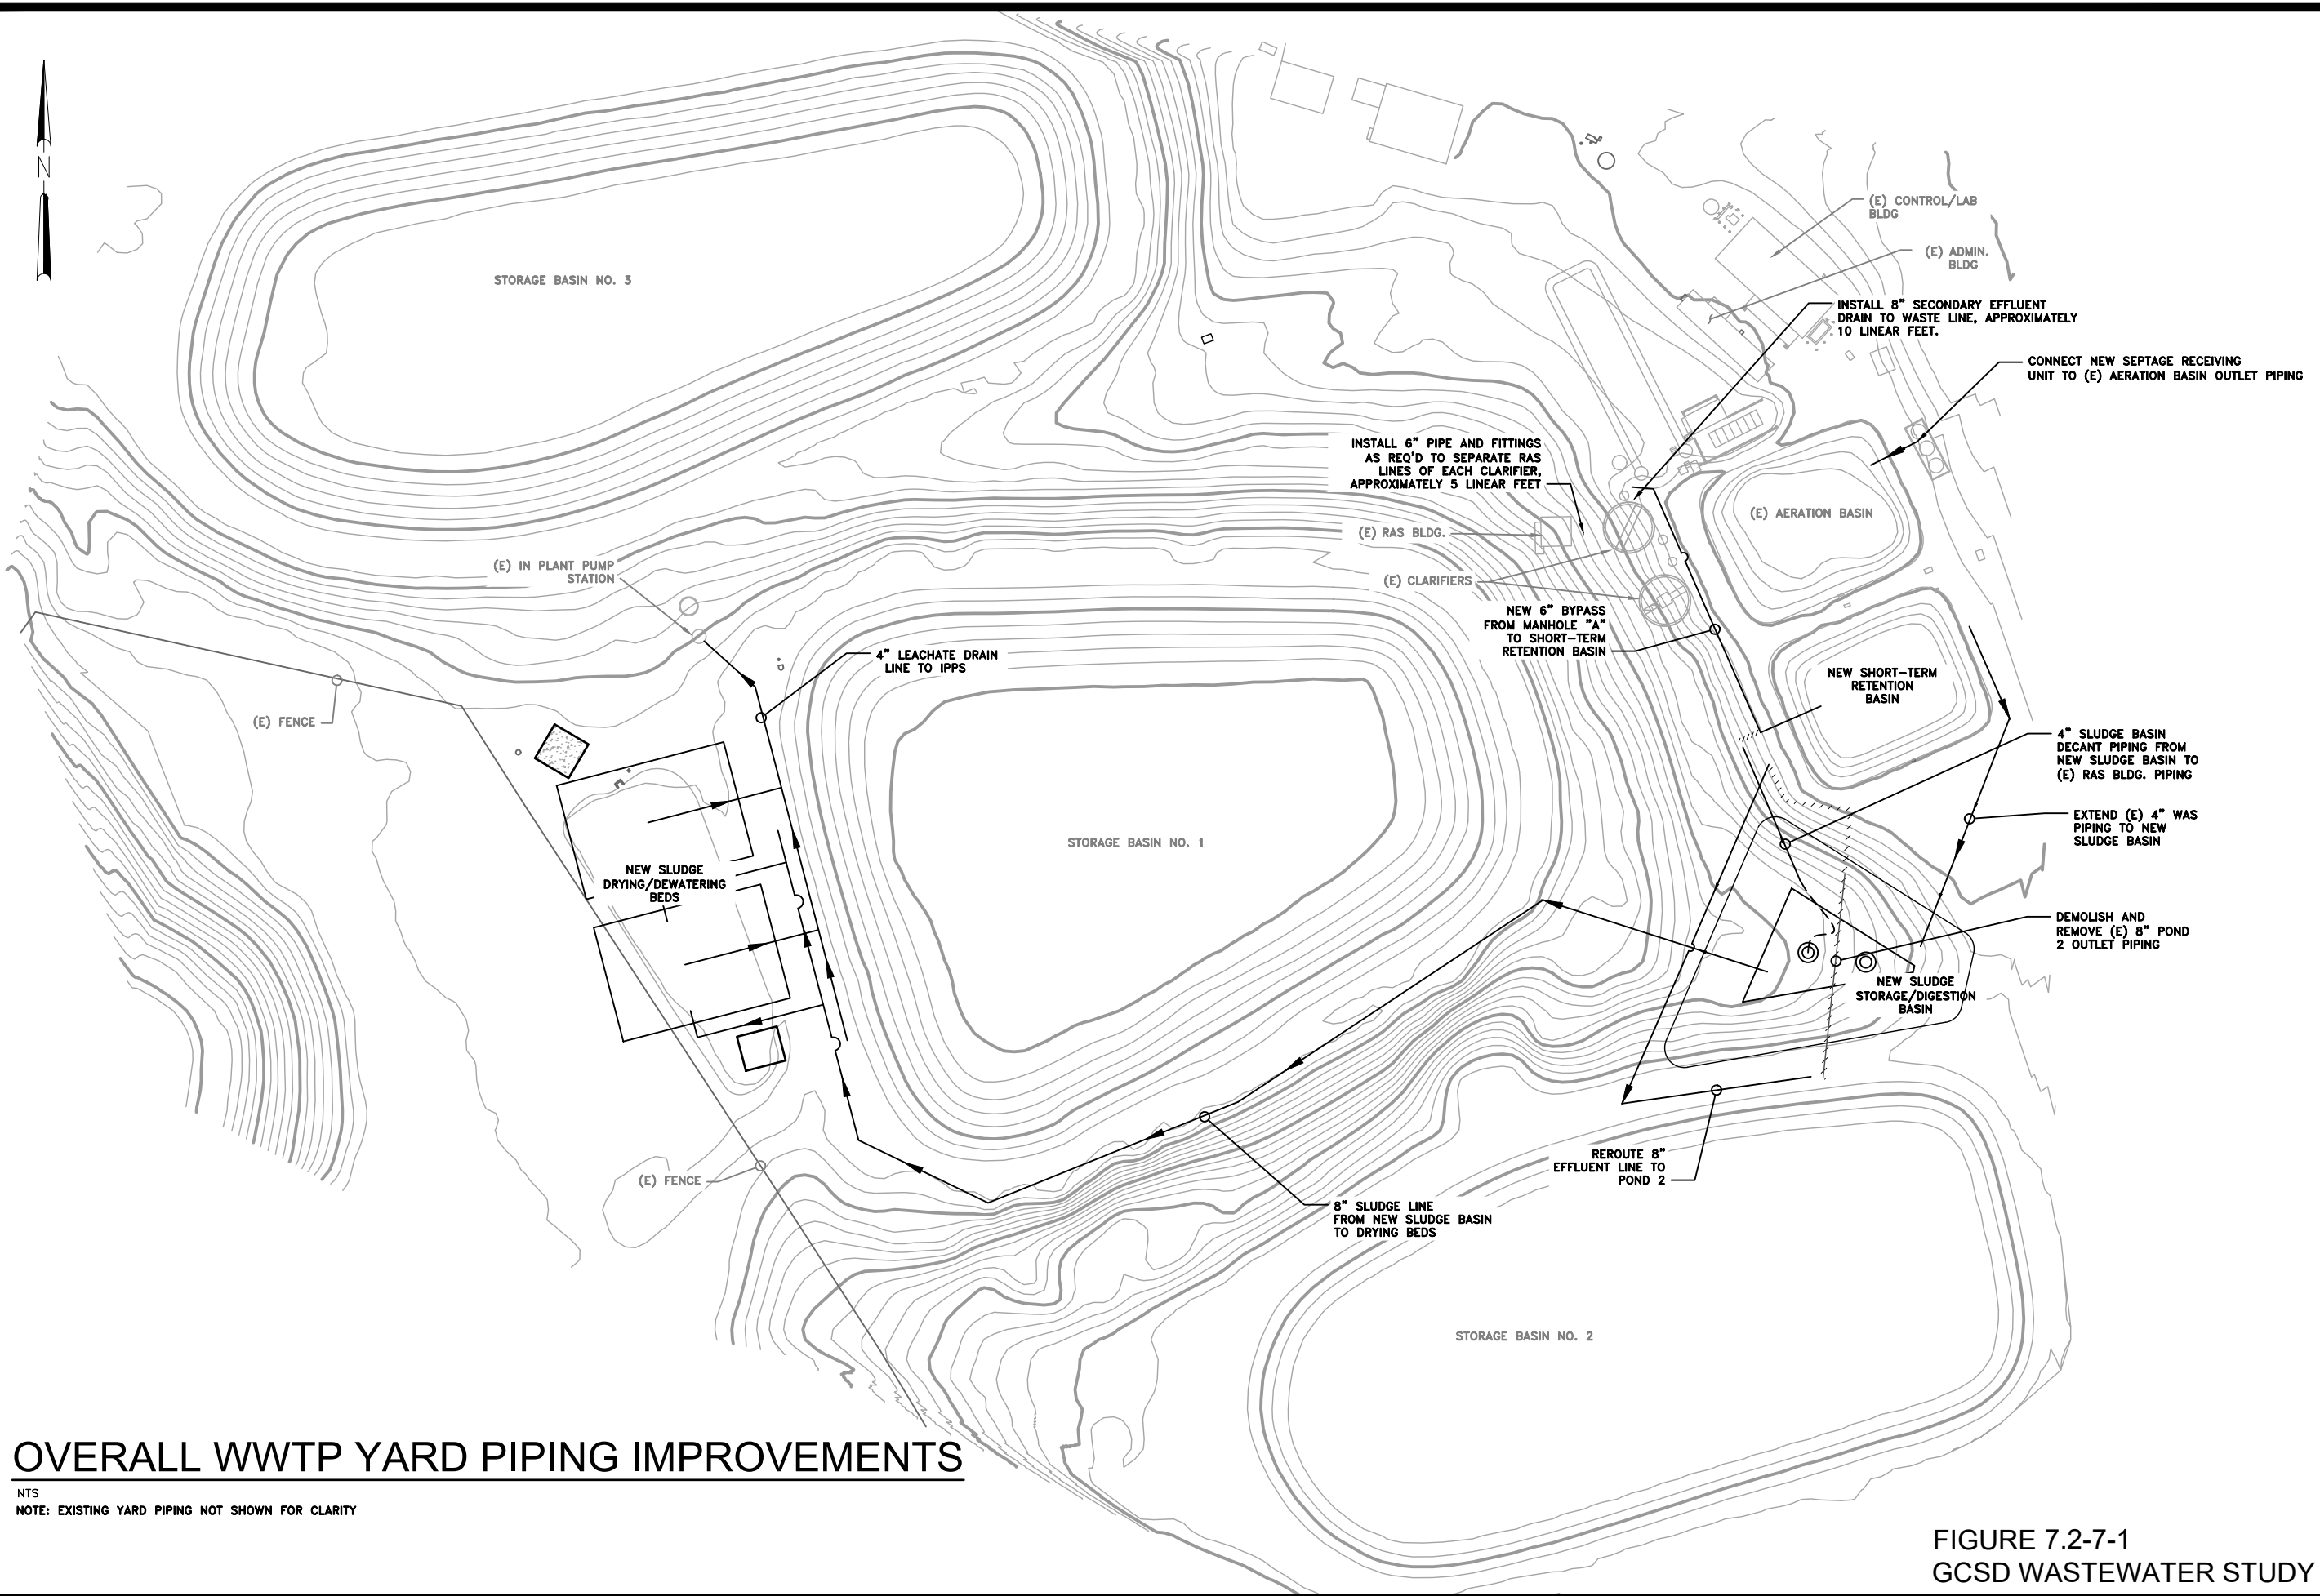 N
STORAGE BASIN NO. 3
(E) CONTROL/LAB
BLDG
(E) ADMIN.
BLDG
INSTALL 8" SECONDARY EFFLUENT
DRAIN TO WASTE LINE, APPROXIMATELY
10 LINEAR FEET.
CONNECT NEW SEPTAGE RECEIVING
UNIT TO (E) AERATION BASIN OUTLET PIPING
INSTALL 6" PIPE AND FITTINGS
AS REQ'D TO SEPARATE RAS
LINES OF EACH CLARIFIER,
APPROXIMATELY 5 LINEAR FEET
(E) AERATION BASIN
(E) RAS BLDG.
(E) IN PLANT PUMP
STATION
(E) CLARIFIERS
NEW 6" BYPASS
FROM MANHOLE "A"
TO SHORT-TERM
RETENTION BASIN
4" LEACHATE DRAIN
LINE TO IPPS
NEW SHORT-TERM
RETENTION
BASIN
(E) FENCE
4" SLUDGE BASIN
DECANT PIPING FROM
NEW SLUDGE BASIN TO
(E) RAS BLDG. PIPING
EXTEND (E) 4" WAS
PIPING TO NEW
SLUDGE BASIN
STORAGE BASIN NO. 1
NEW SLUDGE
DRYING/DEWATERING
BEDS
DEMOLISH AND
REMOVE (E) 8" POND
2 OUTLET PIPING
NEW SLUDGE
STORAGE/DIGESTION
BASIN
REROUTE 8"
EFFLUENT LINE TO
POND 2
(E) FENCE
8" SLUDGE LINE
FROM NEW SLUDGE BASIN
TO DRYING BEDS
STORAGE BASIN NO. 2
OVERALL WWTP YARD PIPING IMPROVEMENTS
NTS
NOTE: EXISTING YARD PIPING NOT SHOWN FOR CLARITY
FIGURE 7.2-7-1
GCSD WASTEWATER STUDY